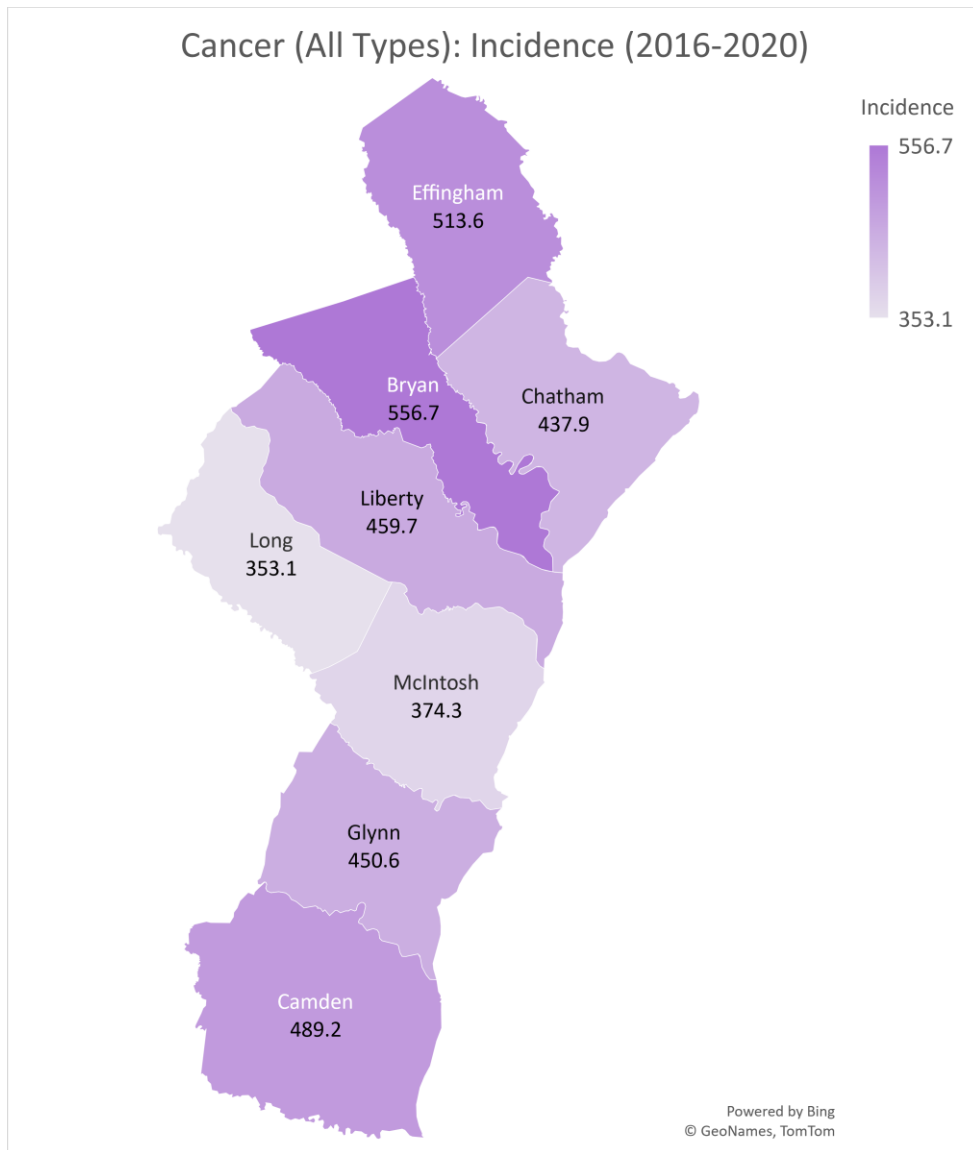 Cancer (All Types): Incidence (2016-2020)
Incidence
556.7
353.1
Effingham
513.6
Bryan
556.7
Chatham
437.9
Liberty
459.7
Long
353.1
McIntosh
374.3
Glynn
450.6
Camden
489.2
Powered by Bing
© GeoNames, TomTom